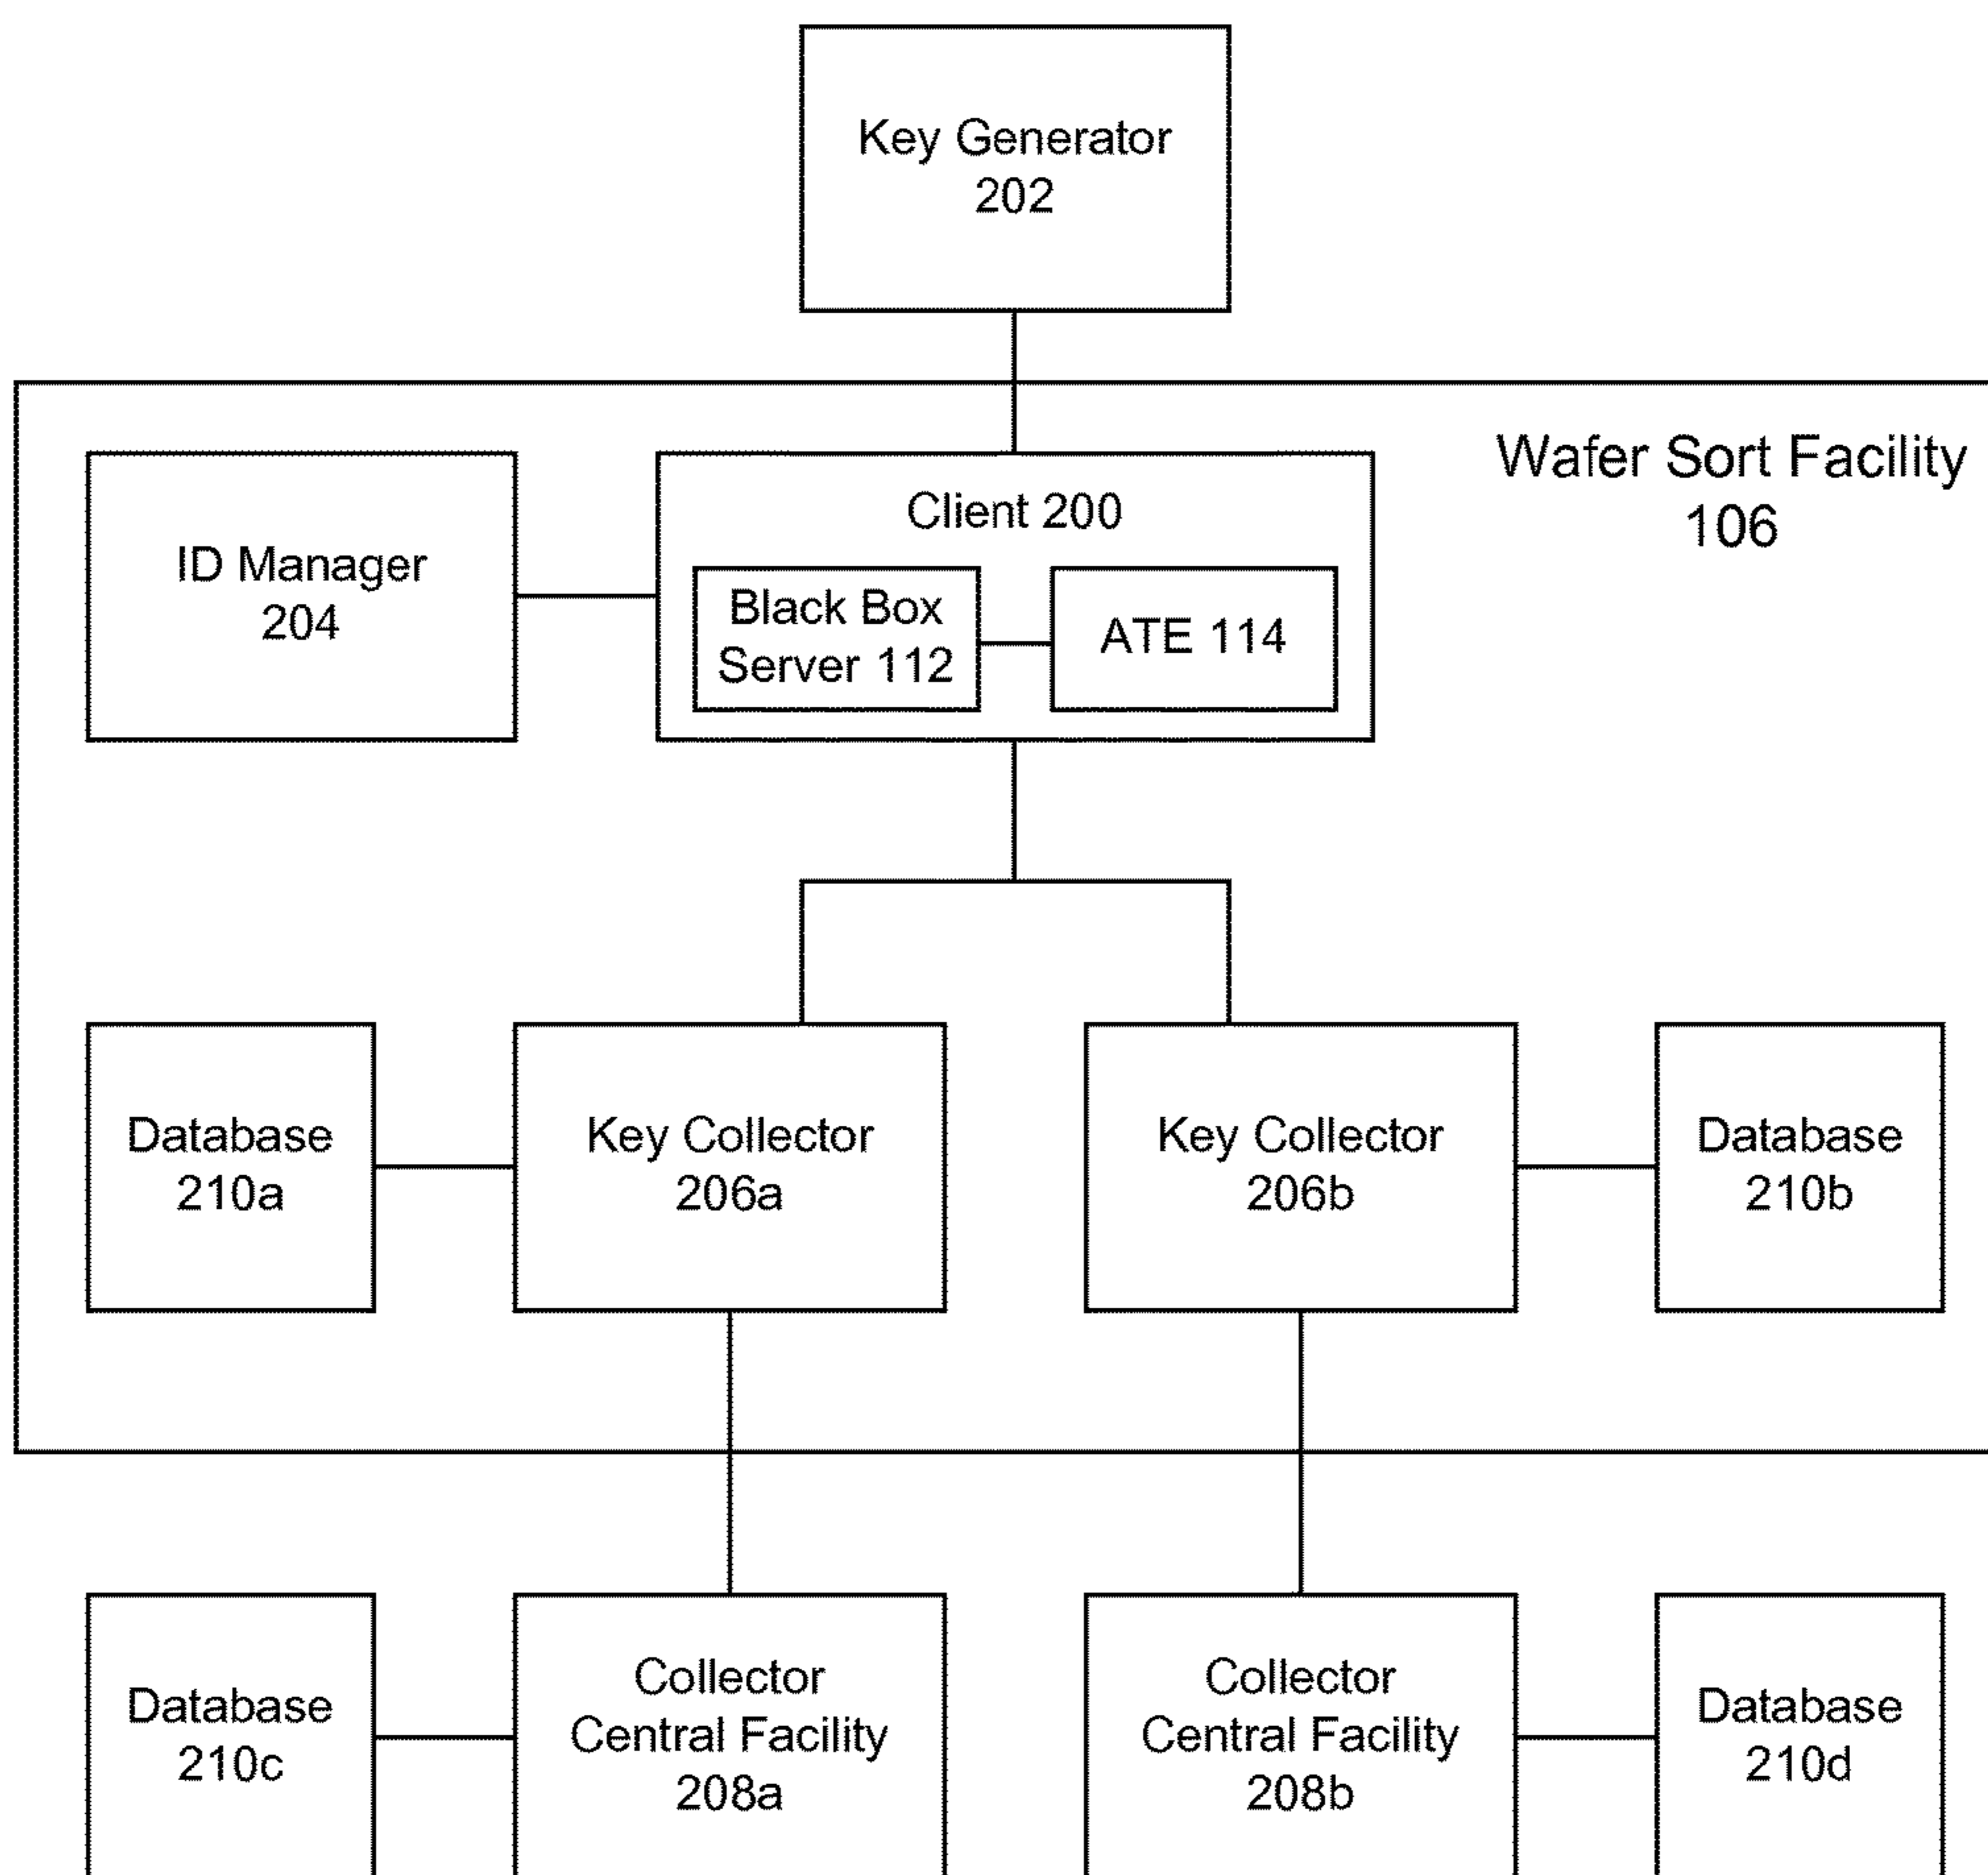 Key Generator
202
Wafer Sort Facility
106
ID Manager
204
Client 200
Black Box
Server 112
ATE 114
Database
210a
Key Collector
206a
Key Collector
206b
Database
210b
Database
210c
Collector
Central Facility
208a
Collector
Central Facility
208b
Database
210d